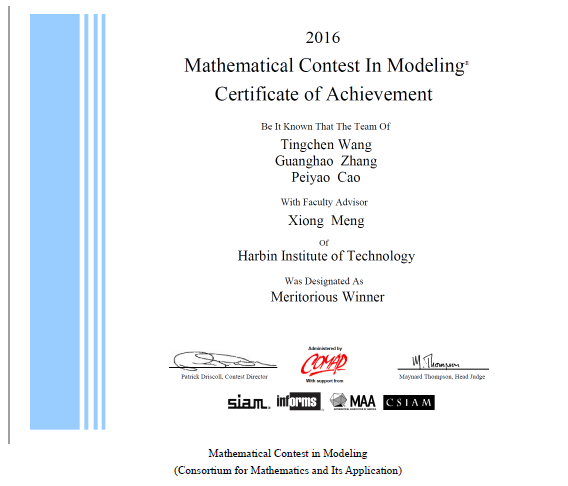 2016
Mathematical Contest In Modeling®
Certificate of Achievement
Be It Known That The Team Of
Tingchen Wang
Guanghao Zhang
Peiyao Cao
With Faculty Advisor
Xiong Meng
Of
Harbin Institute of Technology
Was Designated As
Meritorious Winner
Administered by
COMAP
With support from
M. Thompson
Patrick Driscoll, Contest Director
Maynard Thompson, Head Judge
siam.
informs
MAA
CSIAM
Mathematical Contest in Modeling
(Consortium for Mathematics and Its Application)